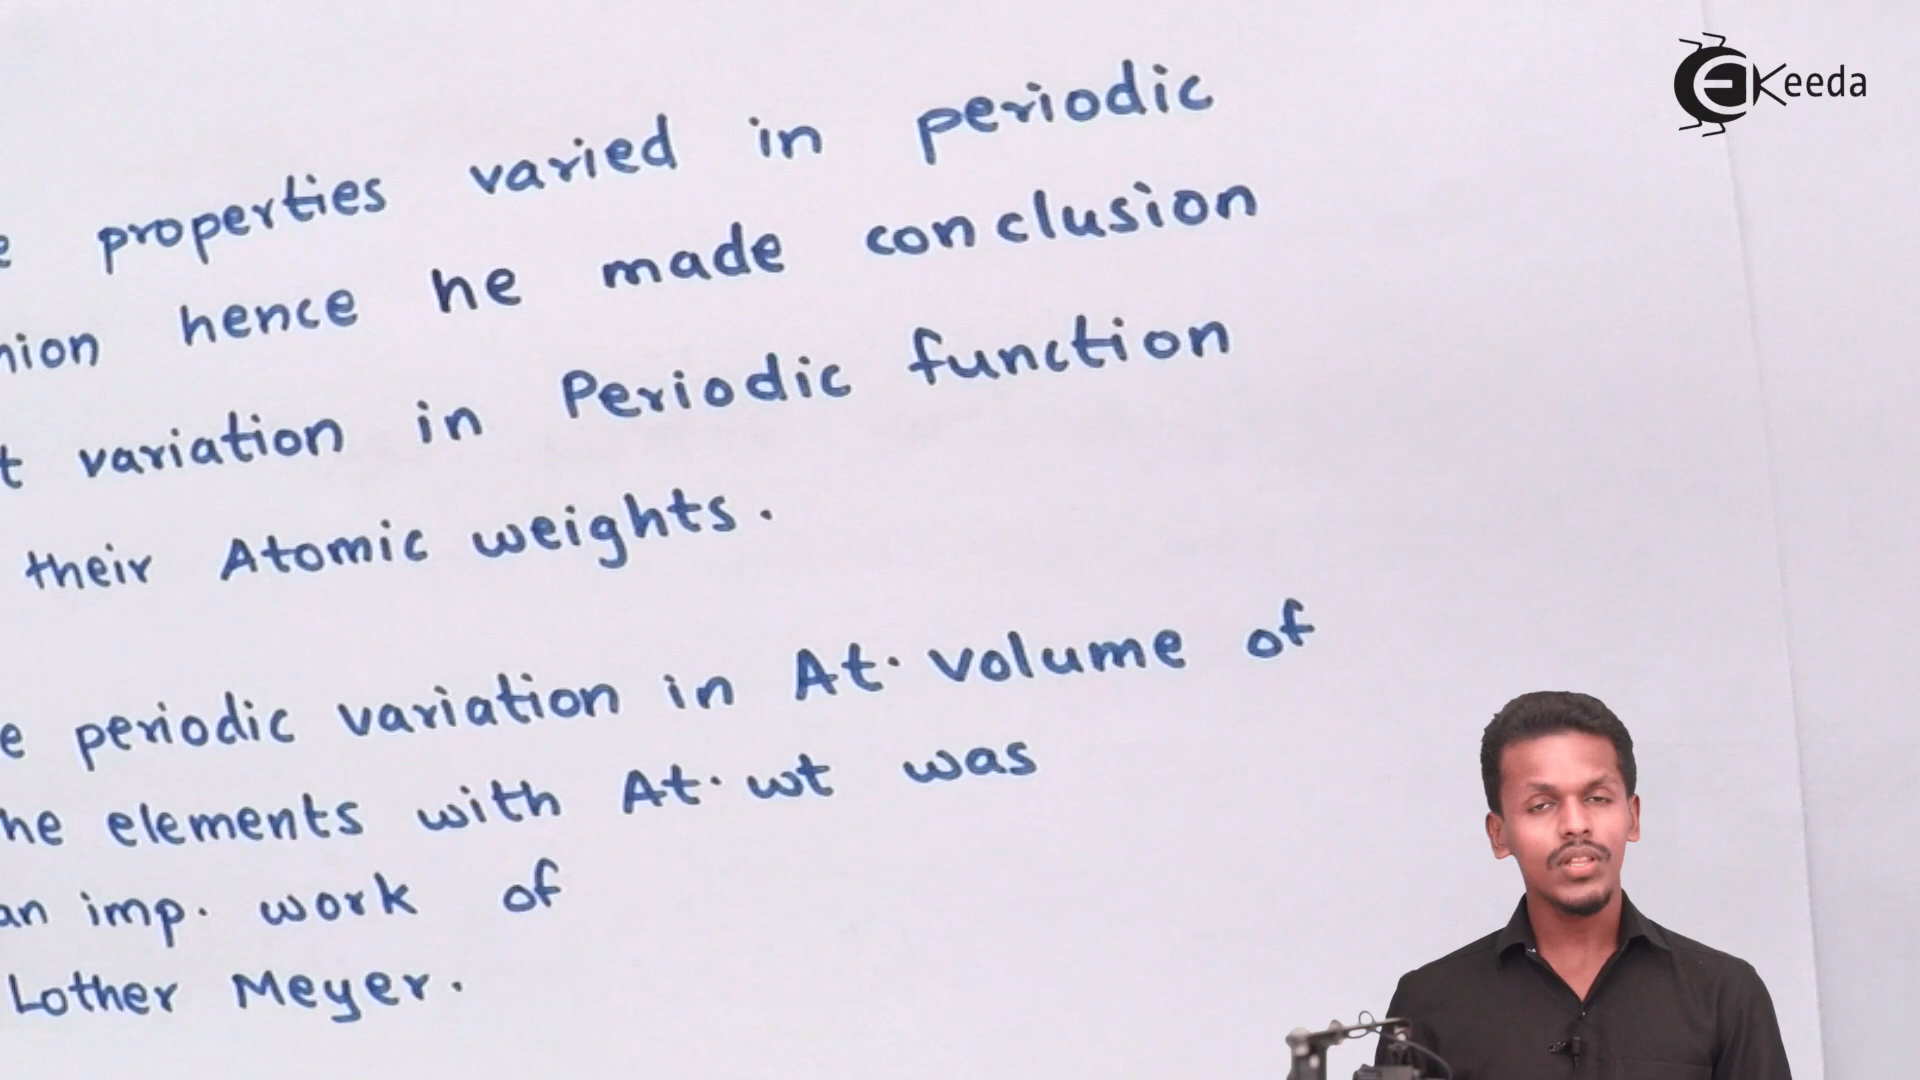 Keeda
properties varied in periodic
hence he made conclusion
variation in Periodic function
their Atomic weights.
periodic variation in At. volume of
elements with At. wt was
an imp. work of
Lother Meyer.